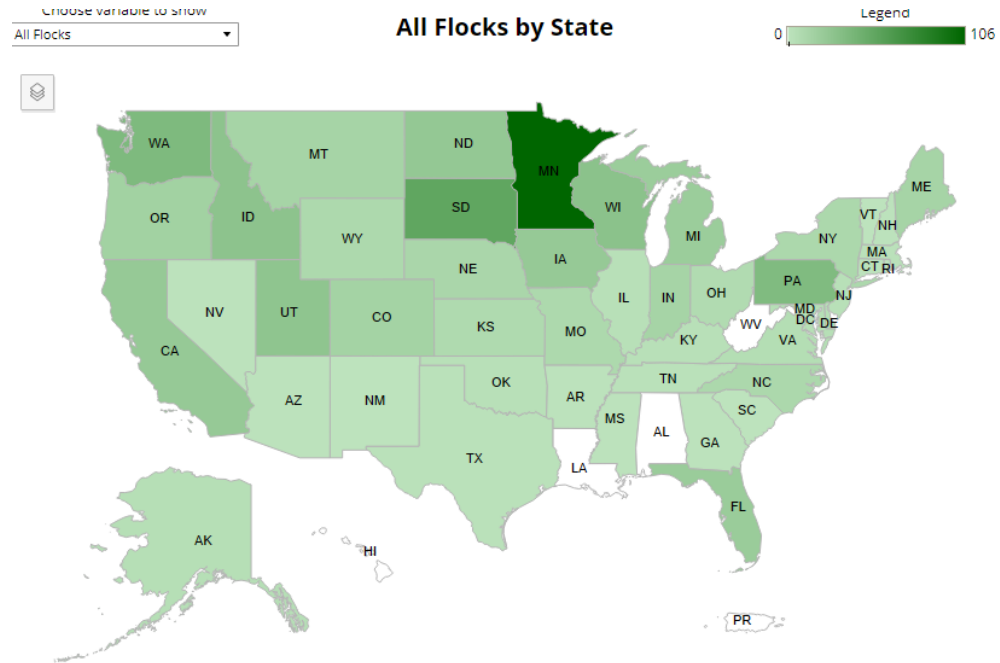 Choose variable to show
All Flocks
All Flocks by State
Legend
0
106
WA
MT
ND
MN
ME
OR
ID
SD
WI
VT
NH
WY
MI
NY
MA
IA
CT
RI
NE
PA
NV
UT
CO
IL
IN
OH
NJ
MD
DC
DE
WV
KS
MO
KY
VA
CA
TN
NC
OK
AZ
NM
AR
SC
MS
AL
GA
TX
LA
FL
AK
HI
PR